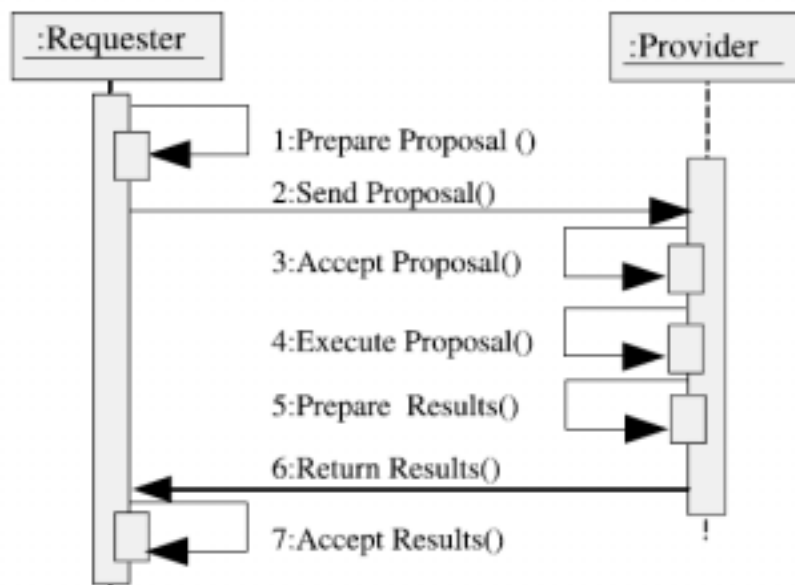 :Requester
:Provider
1:Prepare Proposal ()
2:Send Proposal()
3:Accept Proposal()
4:Execute Proposal()
5:Prepare Results()
6:Return Results()
7:Accept Results()